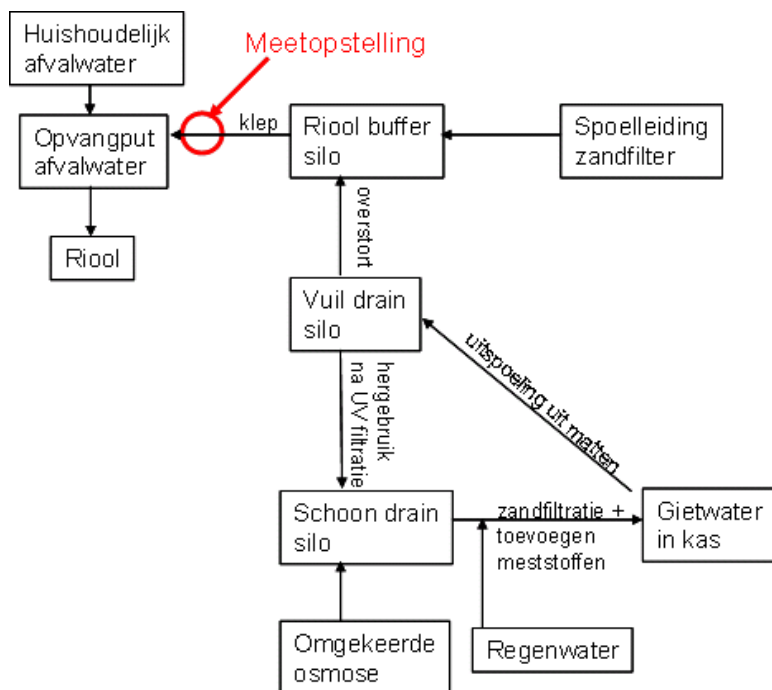 Huishoudelijk
afvalwater
Meetopstelling
Opvangput
afvalwater
klep
Riool buffer
silo
Spoelleiding
zandfilter
Riool
overstort
Vuil drain
silo
hergebruik
na UV filtratie
uitspoeling uit matten
Schoon drain
silo
zandfiltratie +
toevoegen
meststoffen
Gietwater
in kas
Omgekeerde
osmose
Regenwater